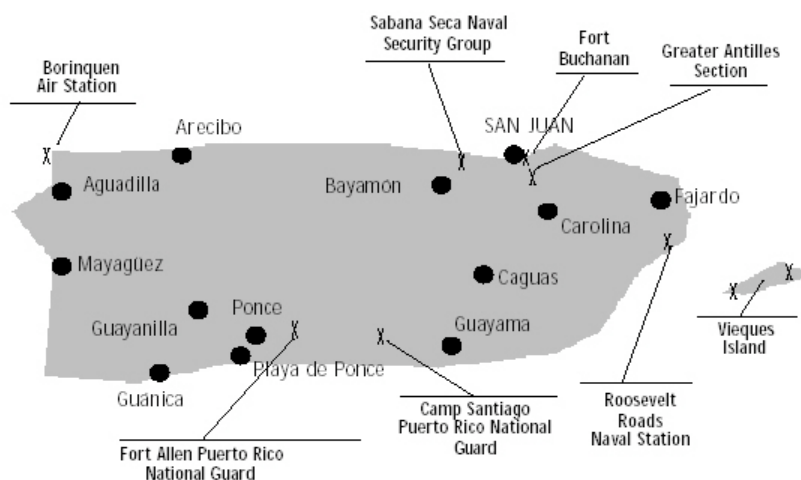 Sabana Seca Naval
Security Group
Fort
Buchanan
Greater Antilles
Section
Borinquen
Air Station
Arecibo
SAN JUAN
Aguadilla
Bayamón
Fajardo
Carolina
Mayagüez
Caguas
Guayanilla
Ponce
Guayama
Vieques
Island
Playa de Ponce
Guánica
Camp Santiago
Puerto Rico National
Guard
Roosevelt
Roads
Naval Station
Fort Allen Puerto Rico
National Guard